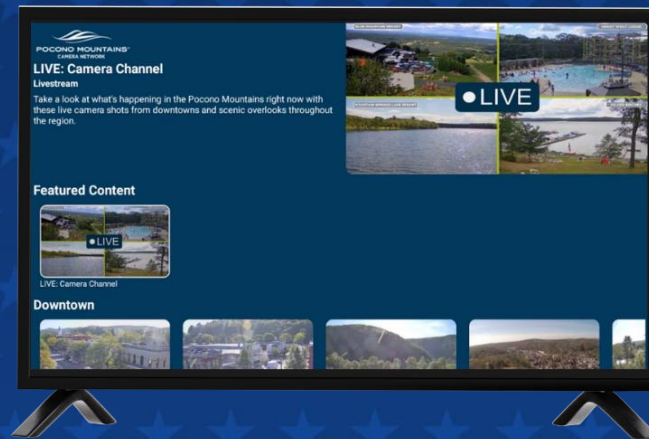 POCONO MOUNTAINS
CAMERA NETWORK
LIVE: Camera Channel
Livestream
Take a look at what's happening in the Pocono Mountains right now with
these live camera shots from downtowns and scenic overlooks throughout
the region.
LIVE
Featured Content
LIVE
LIVE: Camera Channel
Downtown